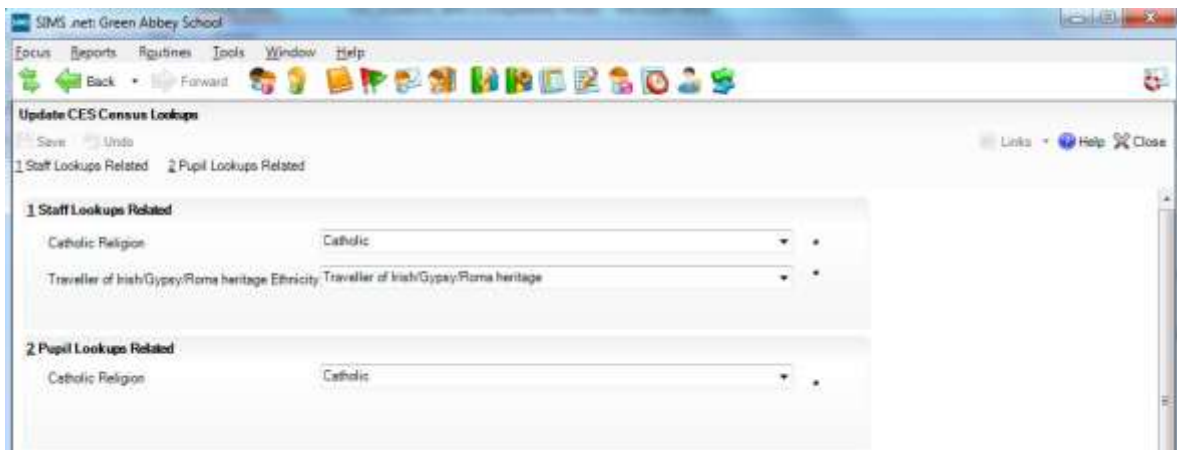 SIMS .net: Green Abbey School
Focus Reports Routines Tools Window Help
Back Forward
Update CES Census Lookups
Save Undo Links Help Close
1 Staff Lookups Related 2 Pupil Lookups Related
1 Staff Lookups Related
Catholic Religion Catholic
Traveller of Irish/Gypsy/Roma heritage Ethnicity Traveller of Irish/Gypsy/Roma heritage
2 Pupil Lookups Related
Catholic Religion Catholic